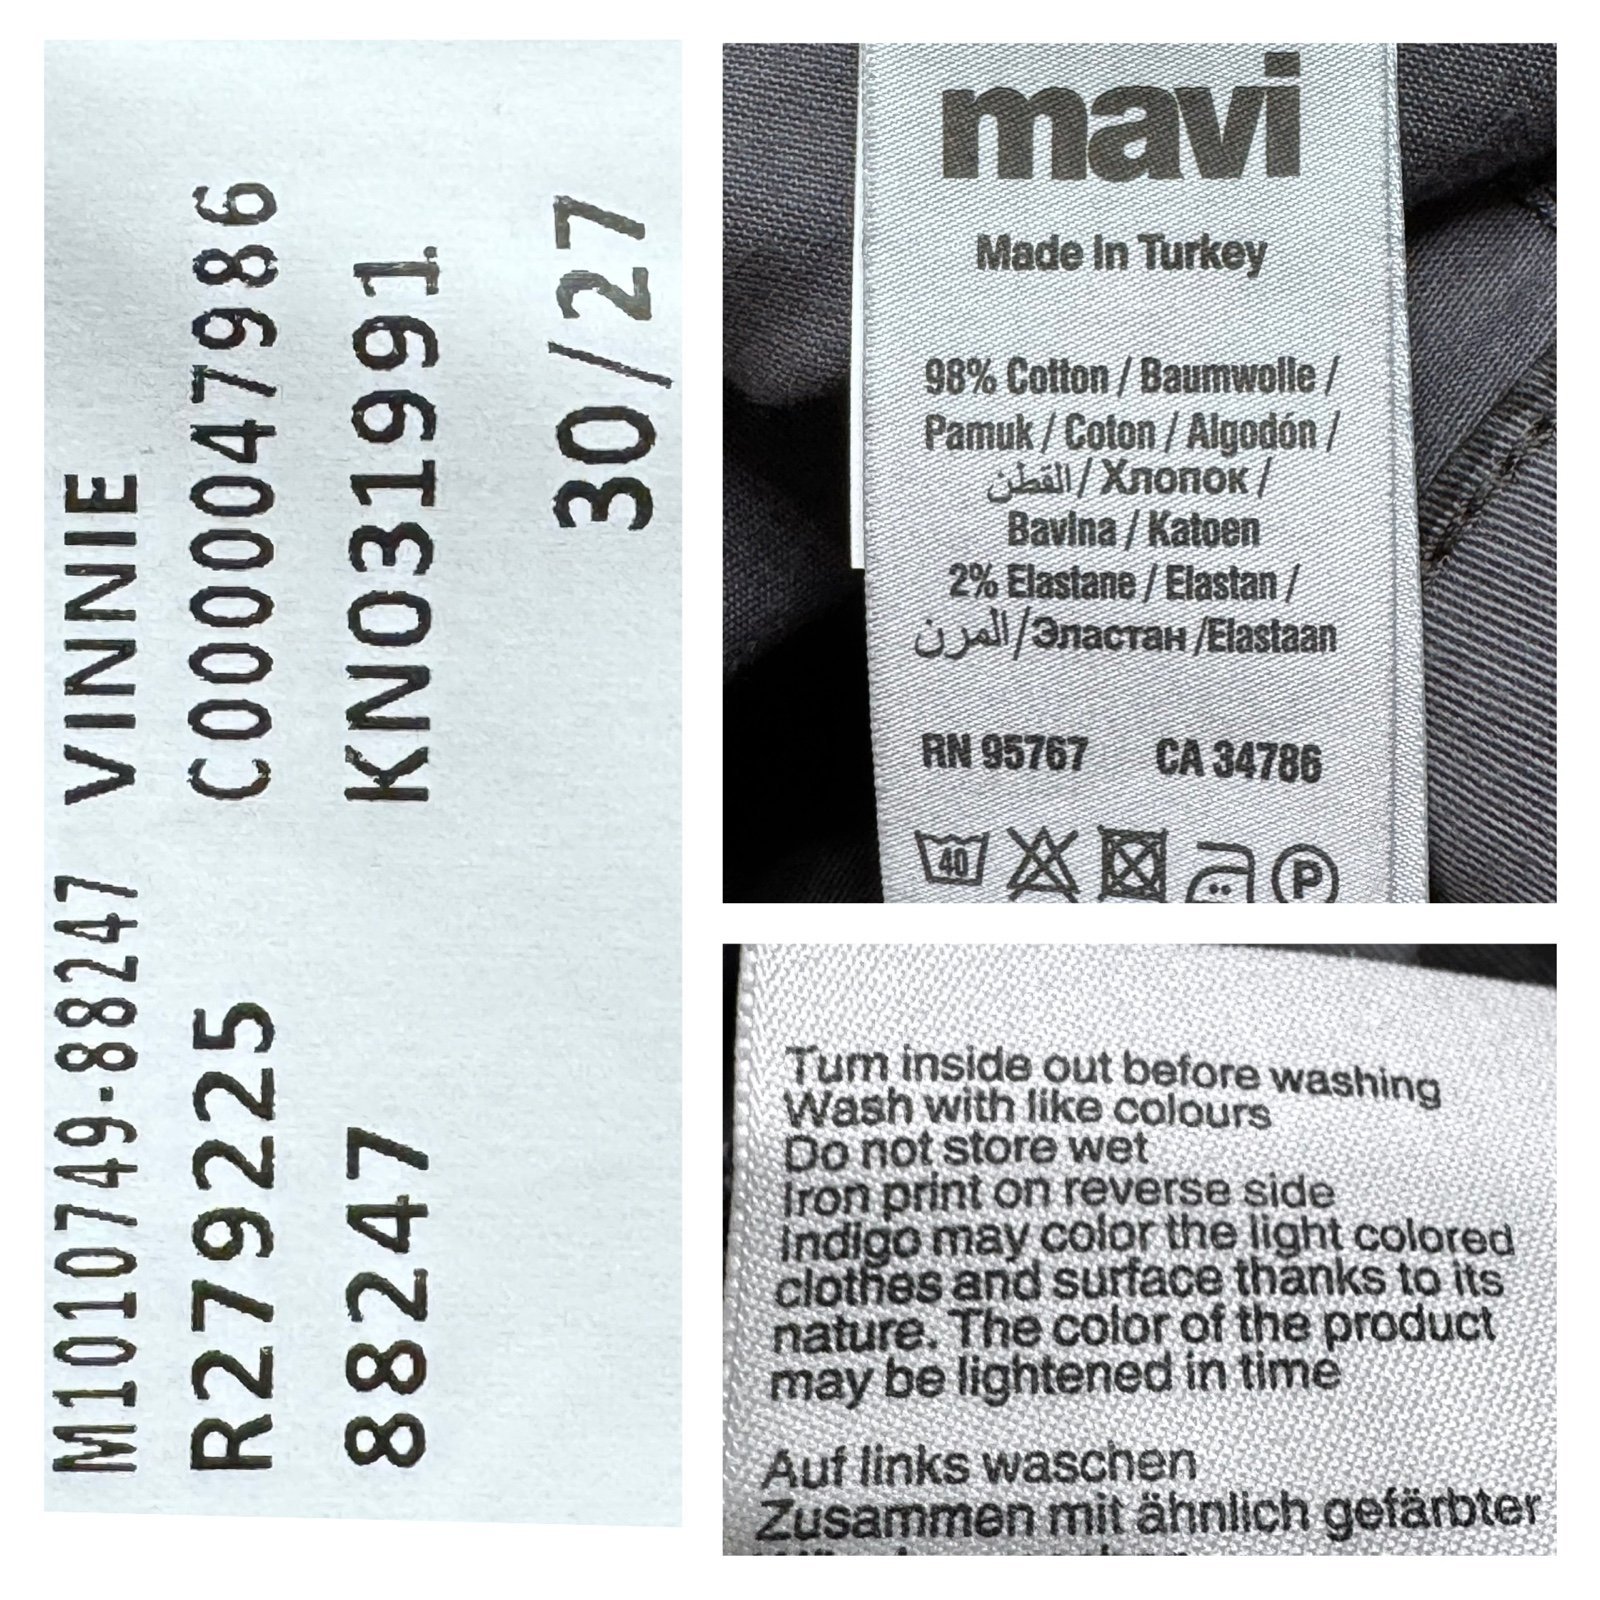 M1010749-88247 VINNIE
R279225 C0000047986
88247 KN031991
30/27
mavi
Made In Turkey
98% Cotton / Baumwolle /
Pamuk / Coton / Algodón /
القطن / Хлопок /
Bavlna / Katoen
2% Elastane / Elastan /
المرن/Эластан /Elastaan
RN 95767 CA 34786
40
P
Turn inside out before washing
Wash with like colours
Do not store wet
Iron print on reverse side
Indigo may color the light colored
clothes and surface thanks to its
nature. The color of the product
may be lightened in time
Auf links waschen
Zusammen mit ähnlich gefärbter